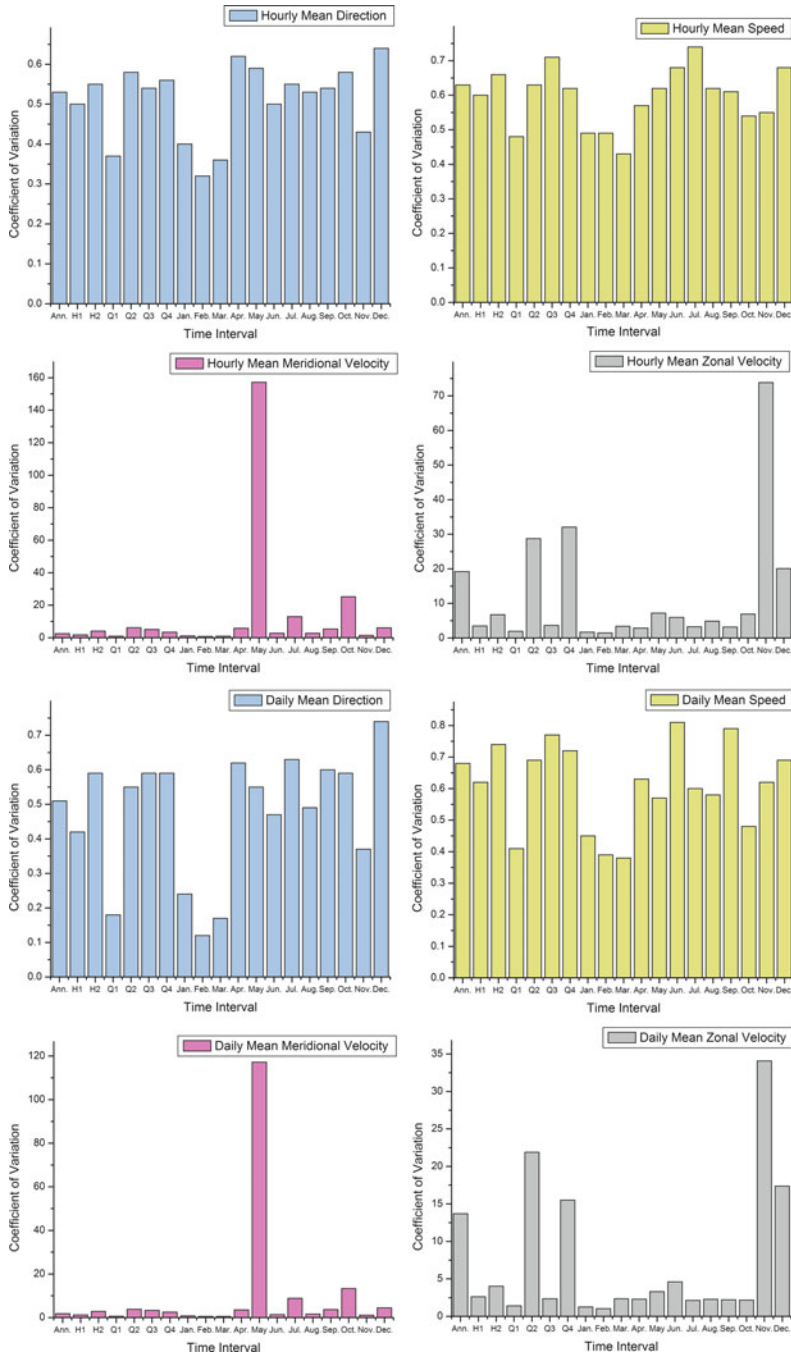 Hourly Mean Direction
Coefficient of Variation
0.6
0.5
0.4
0.3
0.2
0.1
0.0
Ann. H1 H2 Q1 Q2 Q3 Q4 Jan. Feb. Mar. Apr. May Jun. Jul. Aug. Sep. Oct. Nov. Dec.
Time Interval
Hourly Mean Speed
Coefficient of Variation
0.7
0.6
0.5
0.4
0.3
0.2
0.1
0.0
Ann. H1 H2 Q1 Q2 Q3 Q4 Jan. Feb. Mar. Apr. May Jun. Jul. Aug. Sep. Oct. Nov. Dec.
Time Interval
Hourly Mean Meridional Velocity
Coefficient of Variation
160
140
120
100
80
60
40
20
0
Ann. H1 H2 Q1 Q2 Q3 Q4 Jan. Feb. Mar. Apr. May Jun. Jul. Aug. Sep. Oct. Nov. Dec.
Time Interval
Hourly Mean Zonal Velocity
Coefficient of Variation
70
60
50
40
30
20
10
0
Ann. H1 H2 Q1 Q2 Q3 Q4 Jan. Feb. Mar. Apr. May Jun. Jul. Aug. Sep. Oct. Nov. Dec.
Time Interval
Daily Mean Direction
Coefficient of Variation
0.7
0.6
0.5
0.4
0.3
0.2
0.1
0.0
Ann. H1 H2 Q1 Q2 Q3 Q4 Jan. Feb. Mar. Apr. May Jun. Jul. Aug. Sep. Oct. Nov. Dec.
Time Interval
Daily Mean Speed
Coefficient of Variation
0.8
0.7
0.6
0.5
0.4
0.3
0.2
0.1
0.0
Ann. H1 H2 Q1 Q2 Q3 Q4 Jan. Feb. Mar. Apr. May Jun. Jul. Aug. Sep. Oct. Nov. Dec.
Time Interval
Daily Mean Meridional Velocity
Coefficient of Variation
120
100
80
60
40
20
0
Ann. H1 H2 Q1 Q2 Q3 Q4 Jan. Feb. Mar. Apr. May Jun. Jul. Aug. Sep. Oct. Nov. Dec.
Time Interval
Daily Mean Zonal Velocity
Coefficient of Variation
35
30
25
20
15
10
5
0
Ann. H1 H2 Q1 Q2 Q3 Q4 Jan. Feb. Mar. Apr. May Jun. Jul. Aug. Sep. Oct. Nov. Dec.
Time Interval